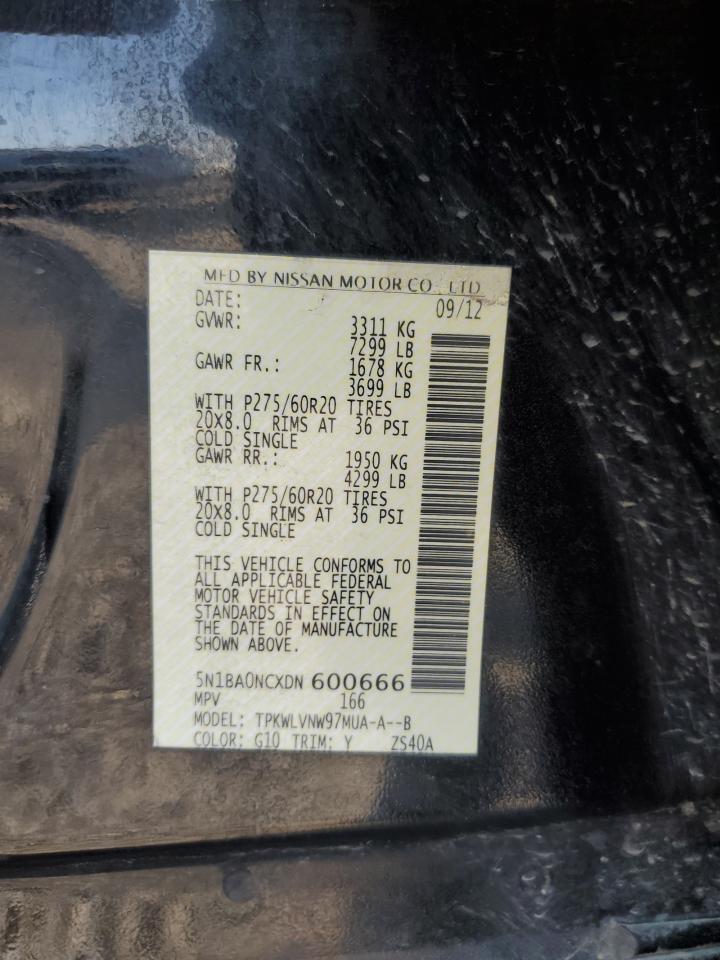 MFD BY NISSAN MOTOR CO., LTD
DATE: 09/12
GVWR: 3311 KG
7299 LB
GAWR FR.: 1678 KG
3699 LB
WITH P275/60R20 TIRES
20X8.0 RIMS AT 36 PSI
COLD SINGLE
GAWR RR.: 1950 KG
4299 LB
WITH P275/60R20 TIRES
20X8.0 RIMS AT 36 PSI
COLD SINGLE
THIS VEHICLE CONFORMS TO
ALL APPLICABLE FEDERAL
MOTOR VEHICLE SAFETY
STANDARDS IN EFFECT ON
THE DATE OF MANUFACTURE
SHOWN ABOVE.
5N1BA0NCXDN 600666
MPV 166
MODEL: TPKWLVNW97MUA-A--B
COLOR: G10 TRIM: Y ZS40A